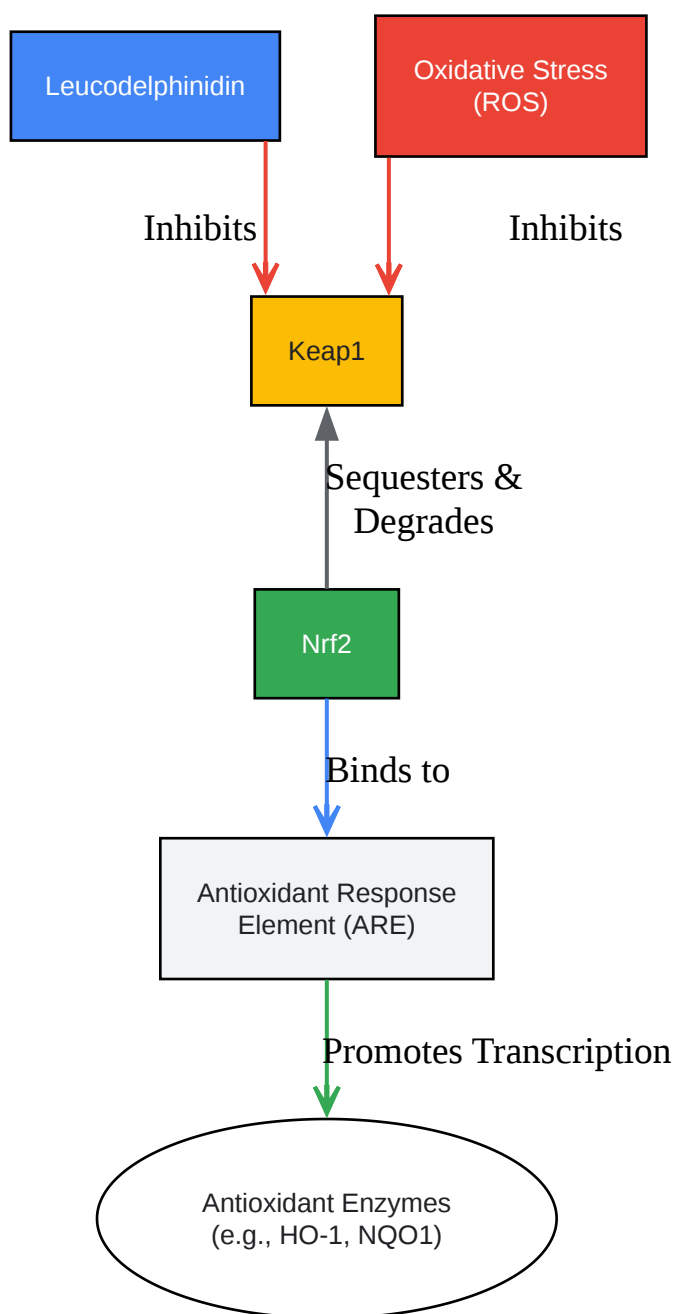 Leucodelphinidin
Oxidative Stress
(ROS)
Inhibits
Inhibits
Keap1
Sequesters &
Degrades
Nrf2
Binds to
Antioxidant Response
Element (ARE)
Promotes Transcription
Antioxidant Enzymes
(e.g., HO-1, NQO1)